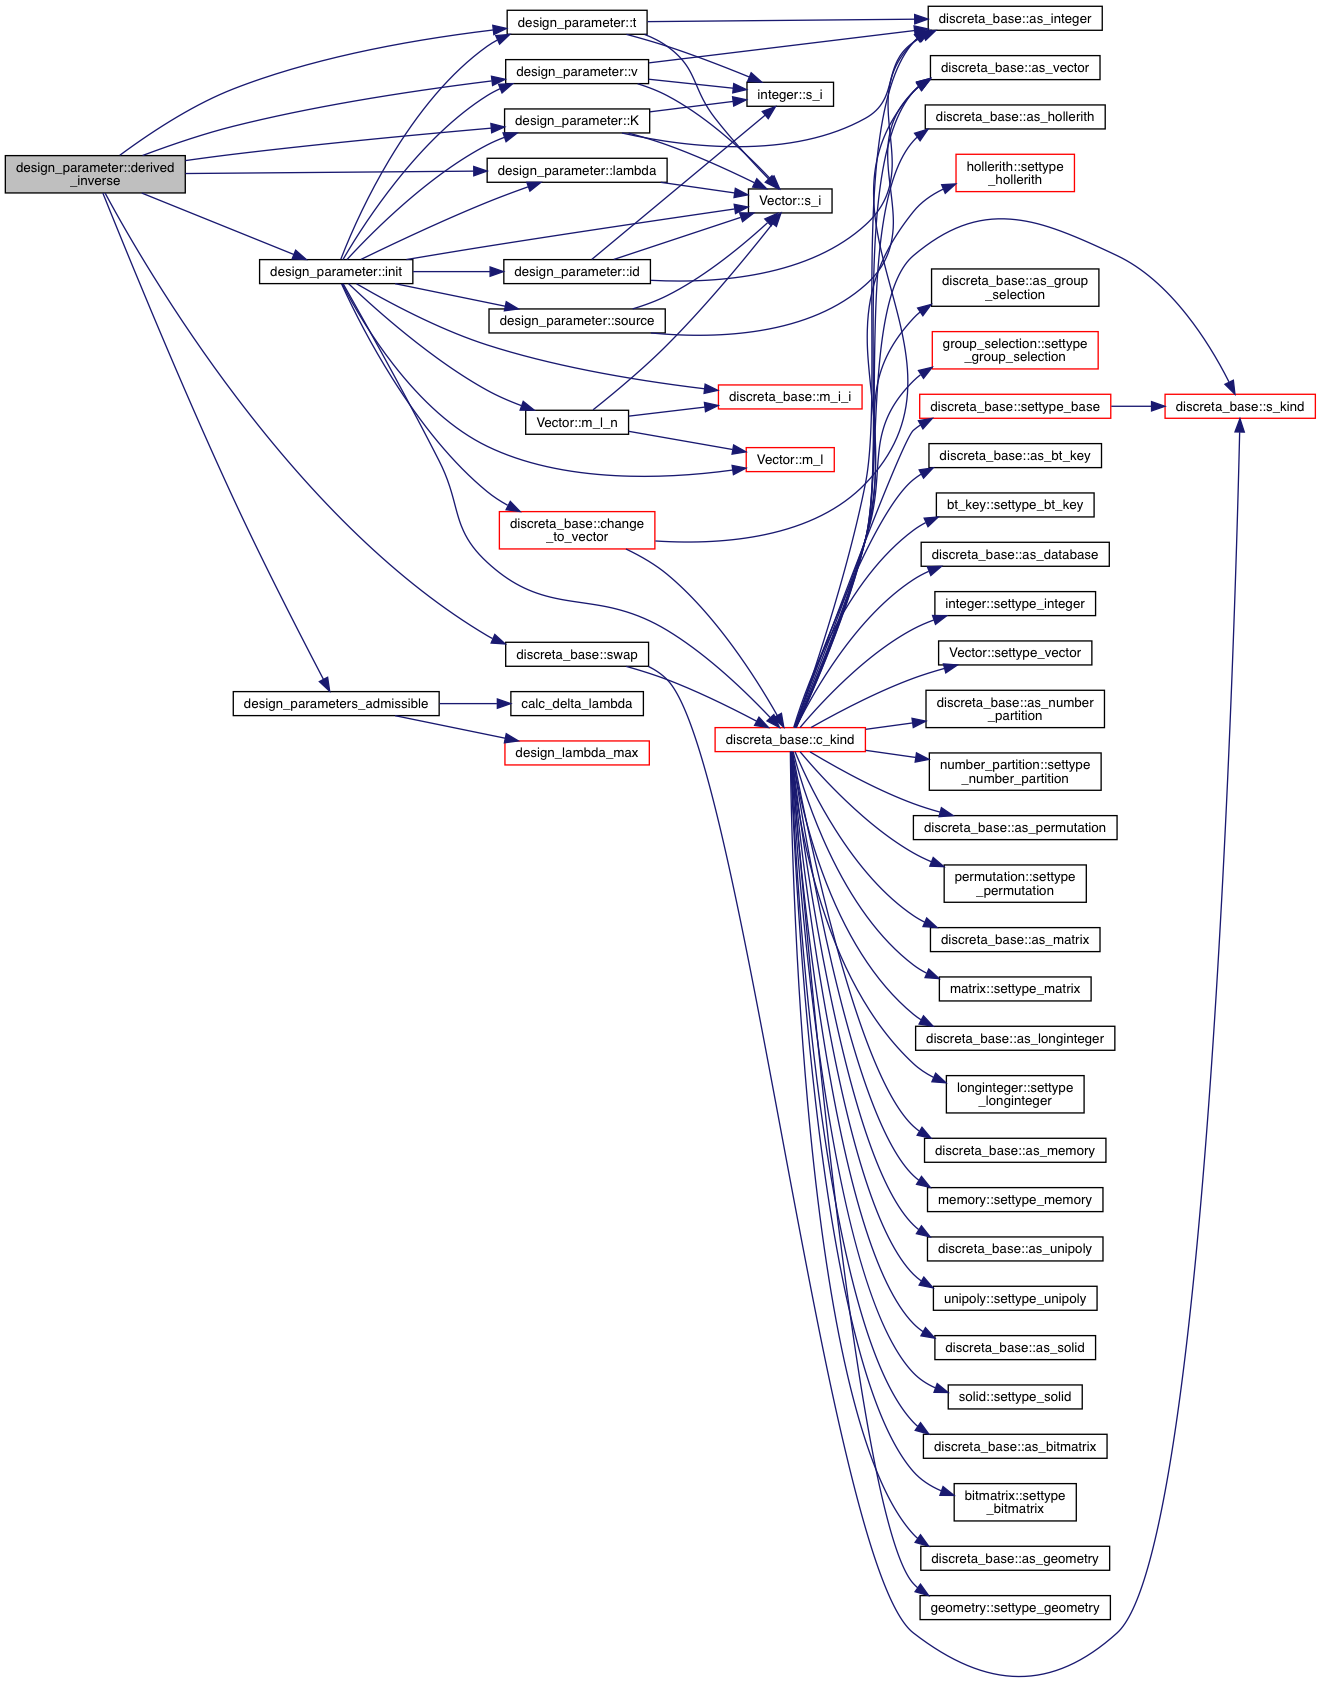 design_parameter::derived
_inverse
design_parameter::t
design_parameter::v
design_parameter::K
design_parameter::lambda
design_parameter::init
design_parameter::id
design_parameter::source
Vector::m_l_n
discreta_base::change
_to_vector
discreta_base::swap
design_parameters_admissible
calc_delta_lambda
design_lambda_max
integer::s_i
Vector::s_i
discreta_base::m_i_i
Vector::m_l
discreta_base::c_kind
discreta_base::as_integer
discreta_base::as_vector
discreta_base::as_hollerith
hollerith::settype
_hollerith
discreta_base::as_group
_selection
group_selection::settype
_group_selection
discreta_base::settype_base
discreta_base::s_kind
discreta_base::as_bt_key
bt_key::settype_bt_key
discreta_base::as_database
integer::settype_integer
Vector::settype_vector
discreta_base::as_number
_partition
number_partition::settype
_number_partition
discreta_base::as_permutation
permutation::settype
_permutation
discreta_base::as_matrix
matrix::settype_matrix
discreta_base::as_longinteger
longinteger::settype
_longinteger
discreta_base::as_memory
memory::settype_memory
discreta_base::as_unipoly
unipoly::settype_unipoly
discreta_base::as_solid
solid::settype_solid
discreta_base::as_bitmatrix
bitmatrix::settype
_bitmatrix
discreta_base::as_geometry
geometry::settype_geometry